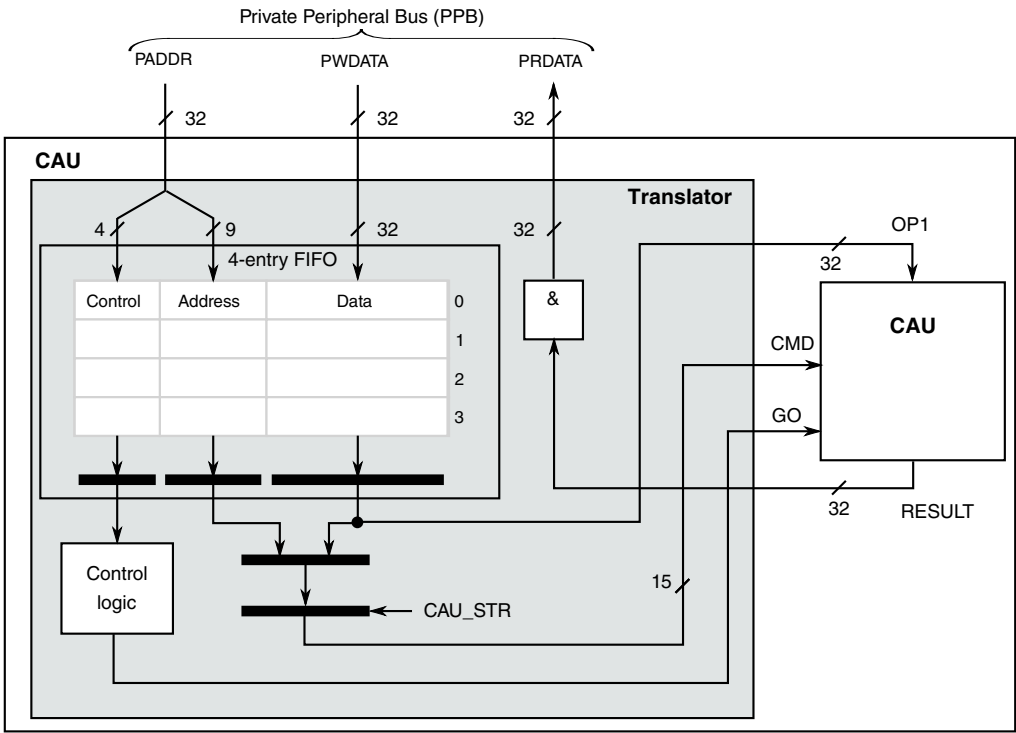 Private Peripheral Bus (PPB)
PADDR PWDATA PRDATA
32 32 32
CAU
Translator
4 9 32 32
OP1
32
4-entry FIFO
Control Address Data 0
1
2
3
&
CAU
CMD
GO
32
RESULT
Control
logic
15
CAU_STR